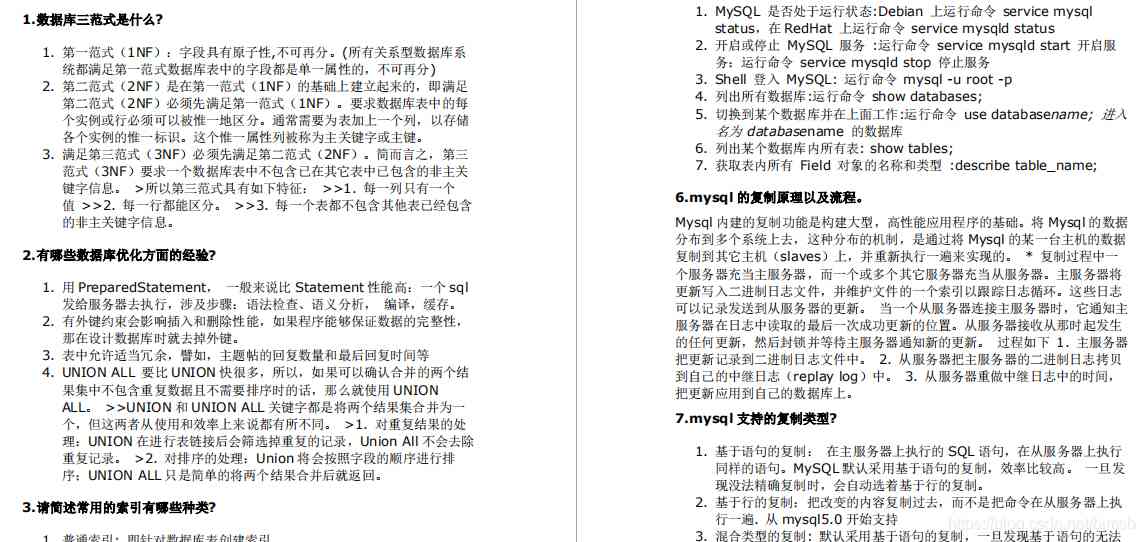 1.数据库三范式是什么?
1. 第一范式（1NF）：字段具有原子性,不可再分。(所有关系型数据库系
统都满足第一范式数据库表中的字段都是单一属性的，不可再分)
2. 第二范式（2NF）是在第一范式（1NF）的基础上建立起来的，即满足
第二范式（2NF）必须先满足第一范式（1NF）。要求数据库表中的每
个实例或行必须可以被惟一地区分。通常需要为表加上一个列，以存储
各个实例的惟一标识。这个惟一属性列被称为主关键字或主键。
3. 满足第三范式（3NF）必须先满足第二范式（2NF）。简而言之，第三
范式（3NF）要求一个数据库表中不包含已在其它表中已包含的非主关
键字信息。 >所以第三范式具有如下特征： >>1. 每一列只有一个
值 >>2. 每一行都能区分。 >>3. 每一个表都不包含其他表已经包含
的非主关键字信息。
2.有哪些数据库优化方面的经验?
1. 用 PreparedStatement， 一般来说比 Statement 性能高：一个 sql
发给服务器去执行，涉及步骤：语法检查、语义分析， 编译，缓存。
2. 有外键约束会影响插入和删除性能，如果程序能够保证数据的完整性，
那在设计数据库时就去掉外键。
3. 表中允许适当冗余，譬如，主题帖的回复数量和最后回复时间等
4. UNION ALL 要比 UNION 快很多，所以，如果可以确认合并的两个结
果集中不包含重复数据且不需要排序时的话，那么就使用 UNION
ALL。 >>UNION 和 UNION ALL 关键字都是将两个结果集合并为一
个，但这两者从使用和效率上来说都有所不同。 >1. 对重复结果的处
理：UNION 在进行表链接后会筛选掉重复的记录，Union All 不会去除
重复记录。 >2. 对排序的处理：Union 将会按照字段的顺序进行排
序；UNION ALL 只是简单的将两个结果合并后就返回。
3.请简述常用的索引有哪些种类?
1. 普通索引: 即针对数据库表创建索引
1. MySQL 是否处于运行状态:Debian 上运行命令 service mysql
status，在 RedHat 上运行命令 service mysqld status
2. 开启或停止 MySQL 服务 :运行命令 service mysqld start 开启服
务；运行命令 service mysqld stop 停止服务
3. Shell 登入 MySQL: 运行命令 mysql -u root -p
4. 列出所有数据库:运行命令 show databases;
5. 切换到某个数据库并在上面工作:运行命令 use databasename; 进入
名为 databasename 的数据库
6. 列出某个数据库内所有表: show tables;
7. 获取表内所有 Field 对象的名称和类型 :describe table_name;
6.mysql 的复制原理以及流程。
Mysql 内建的复制功能是构建大型，高性能应用程序的基础。将 Mysql 的数据
分布到多个系统上去，这种分布的机制，是通过将 Mysql 的某一台主机的数据
复制到其它主机（slaves）上，并重新执行一遍来实现的。 * 复制过程中一
个服务器充当主服务器，而一个或多个其它服务器充当从服务器。主服务器将
更新写入二进制日志文件，并维护文件的一个索引以跟踪日志循环。这些日志
可以记录发送到从服务器的更新。 当一个从服务器连接主服务器时，它通知主
服务器在日志中读取的最后一次成功更新的位置。从服务器接收从那时起发生
的任何更新，然后封锁并等待主服务器通知新的更新。 过程如下 1. 主服务器
把更新记录到二进制日志文件中。 2. 从服务器把主服务器的二进制日志拷贝
到自己的中继日志（replay log）中。 3. 从服务器重做中继日志中的时间，
把更新应用到自己的数据库上。
7.mysql 支持的复制类型?
1. 基于语句的复制： 在主服务器上执行的 SQL 语句，在从服务器上执行
同样的语句。MySQL 默认采用基于语句的复制，效率比较高。 一旦发
现没法精确复制时，会自动选着基于行的复制。
2. 基于行的复制：把改变的内容复制过去，而不是把命令在从服务器上执
行一遍. 从 mysql5.0 开始支持
3. 混合类型的复制: 默认采用基于语句的复制，一旦发现基于语句的无法